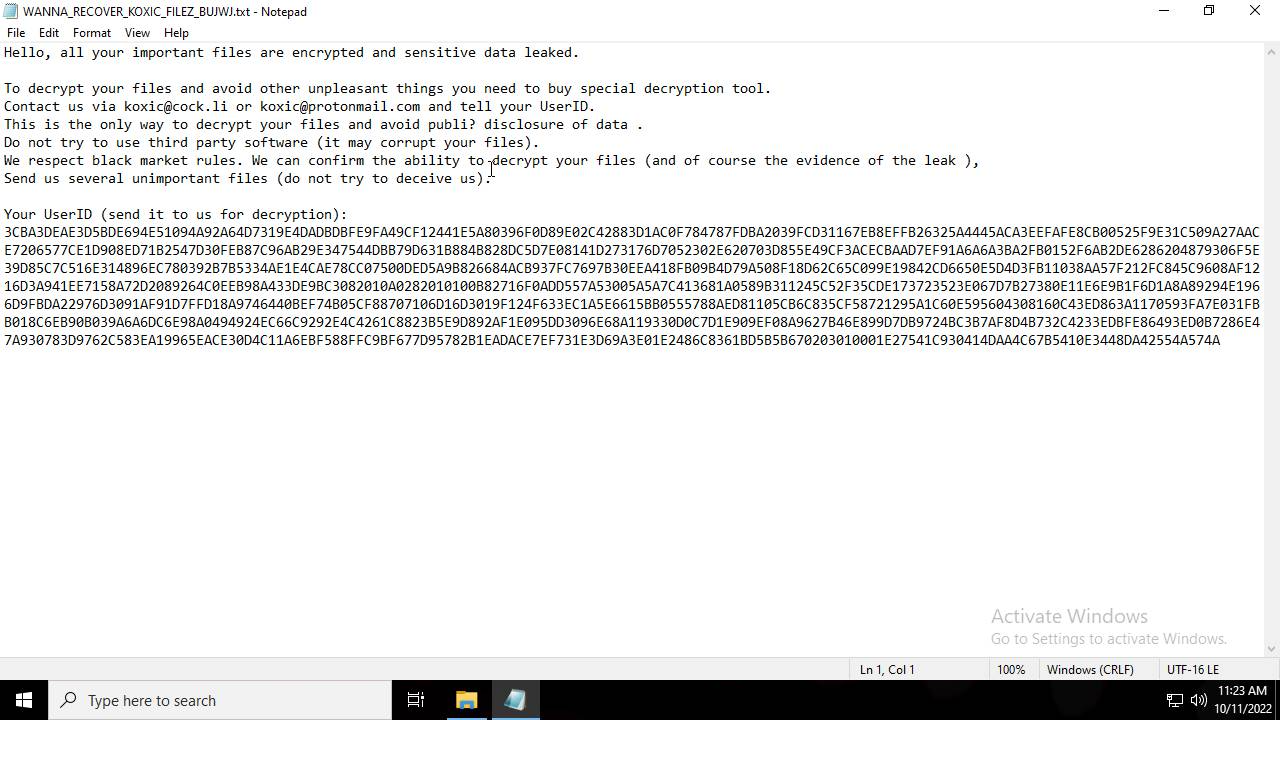 WANNA_RECOVER_KOXIC_FILEZ_BUJWJ.txt - Notepad
File Edit Format View Help
Hello, all your important files are encrypted and sensitive data leaked.
To decrypt your files and avoid other unpleasant things you need to buy special decryption tool.
Contact us via koxic@cock.li or koxic@protonmail.com and tell your UserID.
This is the only way to decrypt your files and avoid publi? disclosure of data .
Do not try to use third party software (it may corrupt your files).
We respect black market rules. We can confirm the ability to decrypt your files (and of course the evidence of the leak ),
Send us several unimportant files (do not try to deceive us).
Your UserID (send it to us for decryption):
3CBA3DEAE3D5BDE694E51094A92A64D7319E4DADBDBFE9FA49CF12441E5A80396F0D89E02C42883D1AC0F784787FDBA2039FCD31167EB8EFFB26325A4445ACA3EEFAFE8CB00525F9E31C509A27AAC
E7206577CE1D908ED71B2547D30FEB87C96AB29E347544DBB79D631B884B828DC5D7E08141D273176D7052302E620703D855E49CF3ACECBAAD7EF91A6A6A3BA2FB0152F6AB2DE6286204879306F5E
39D85C7C516E314896EC780392B7B5334AE1E4CAE78CC07500DED5A9B826684ACB937FC7697B30EEA418FB09B4D79A508F18D62C65C099E19842CD6650E5D4D3FB11038AA57F212FC845C9608AF12
16D3A941EE7158A72D2089264C0EEB98A433DE9BC3082010A0282010100B82716F0ADD557A53005A5A7C413681A0589B311245C52F35CDE173723523E067D7B27380E11E6E9B1F6D1A8A89294E196
6D9FBDA22976D3091AF91D7FFD18A9746440BEF74B05CF88707106D16D3019F124F633EC1A5E6615BB0555788AED81105CB6C835CF58721295A1C60E595604308160C43ED863A1170593FA7E031FB
B018C6EB90B039A6A6DC6E98A0494924EC66C9292E4C4261C8823B5E9D892AF1E095DD3096E68A119330D0C7D1E909EF08A9627B46E899D7DB9724BC3B7AF8D4B732C4233EDBFE86493ED0B7286E4
7A930783D9762C583EA19965EACE30D4C11A6EBF588FFC9BF677D95782B1EADACE7EF731E3D69A3E01E2486C8361BD5B5B670203010001E27541C930414DAA4C67B5410E3448DA42554A574A
Activate Windows
Go to Settings to activate Windows.
Ln 1, Col 1 100% Windows (CRLF) UTF-16 LE
Type here to search
11:23 AM
10/11/2022